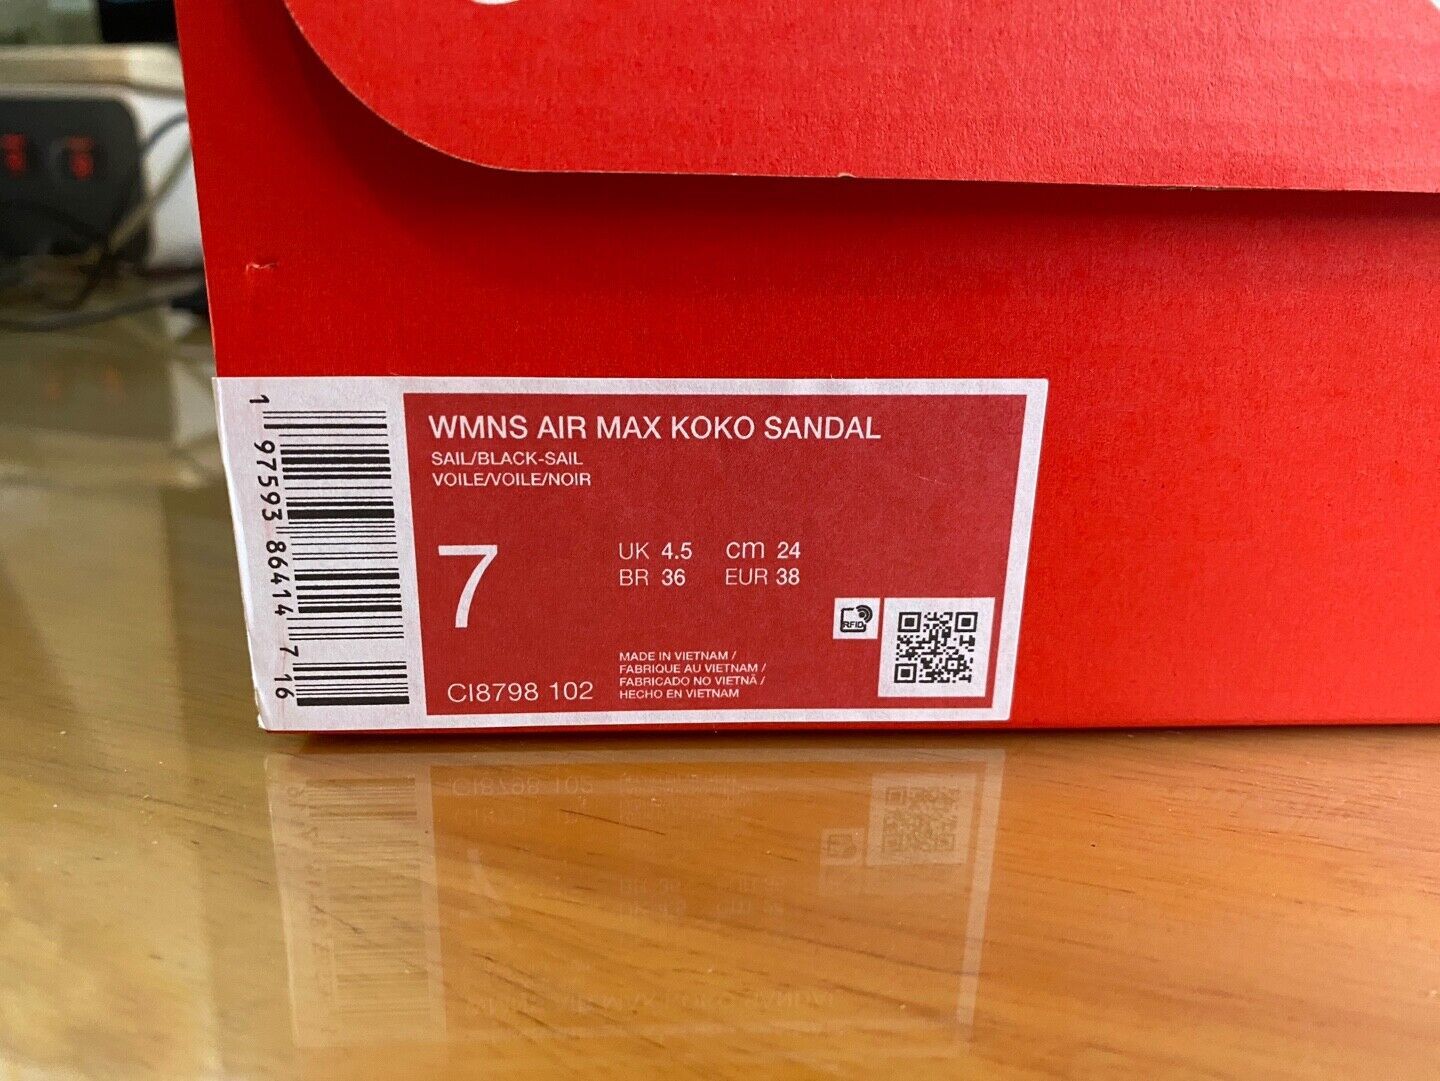 WMNS AIR MAX KOKO SANDAL
SAIL/BLACK-SAIL
VOILE/VOILE/NOIR
7
UK 4.5 cm 24
BR 36 EUR 38
RFID
MADE IN VIETNAM /
FABRIQUE AU VIETNAM /
FABRICADO NO VIETNÃ /
HECHO EN VIETNAM
CI8798 102
1 97593 86414 7 16